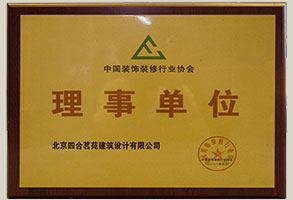 中国装饰装修行业协会
理事单位
北京四合茗苑建筑设计有限公司